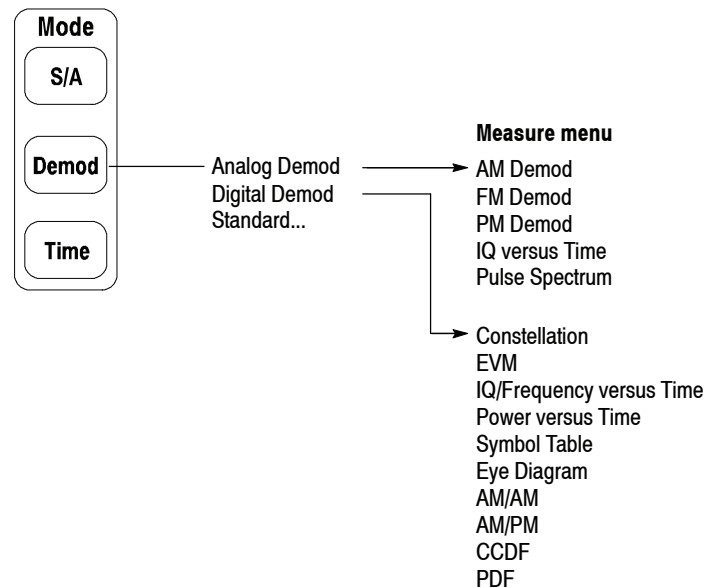 Mode
S/A
Demod
Time
Analog Demod
Digital Demod
Standard...
Measure menu
AM Demod
FM Demod
PM Demod
IQ versus Time
Pulse Spectrum
Constellation
EVM
IQ/Frequency versus Time
Power versus Time
Symbol Table
Eye Diagram
AM/AM
AM/PM
CCDF
PDF